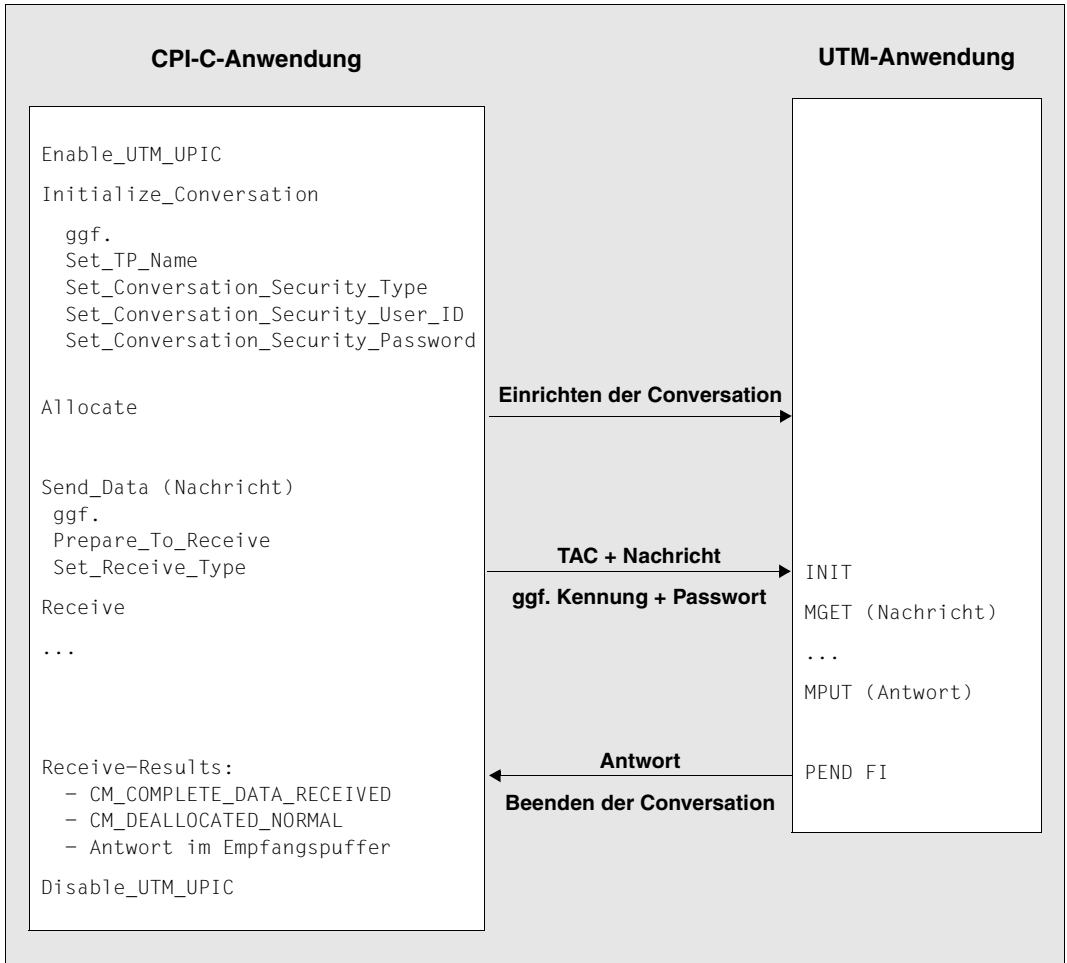 CPI-C-Anwendung
UTM-Anwendung
Enable_UTM_UPIC
Initialize_Conversation
ggf.
Set_TP_Name
Set_Conversation_Security_Type
Set_Conversation_Security_User_ID
Set_Conversation_Security_Password
Allocate
Einrichten der Conversation
Send_Data (Nachricht)
ggf.
Prepare_To_Receive
Set_Receive_Type
Receive
...
TAC + Nachricht
ggf. Kennung + Passwort
INIT
MGET (Nachricht)
...
MPUT (Antwort)
PEND FI
Antwort
Beenden der Conversation
Receive-Results:
- CM_COMPLETE_DATA_RECEIVED
- CM_DEALLOCATED_NORMAL
- Antwort im Empfangspuffer
Disable_UTM_UPIC